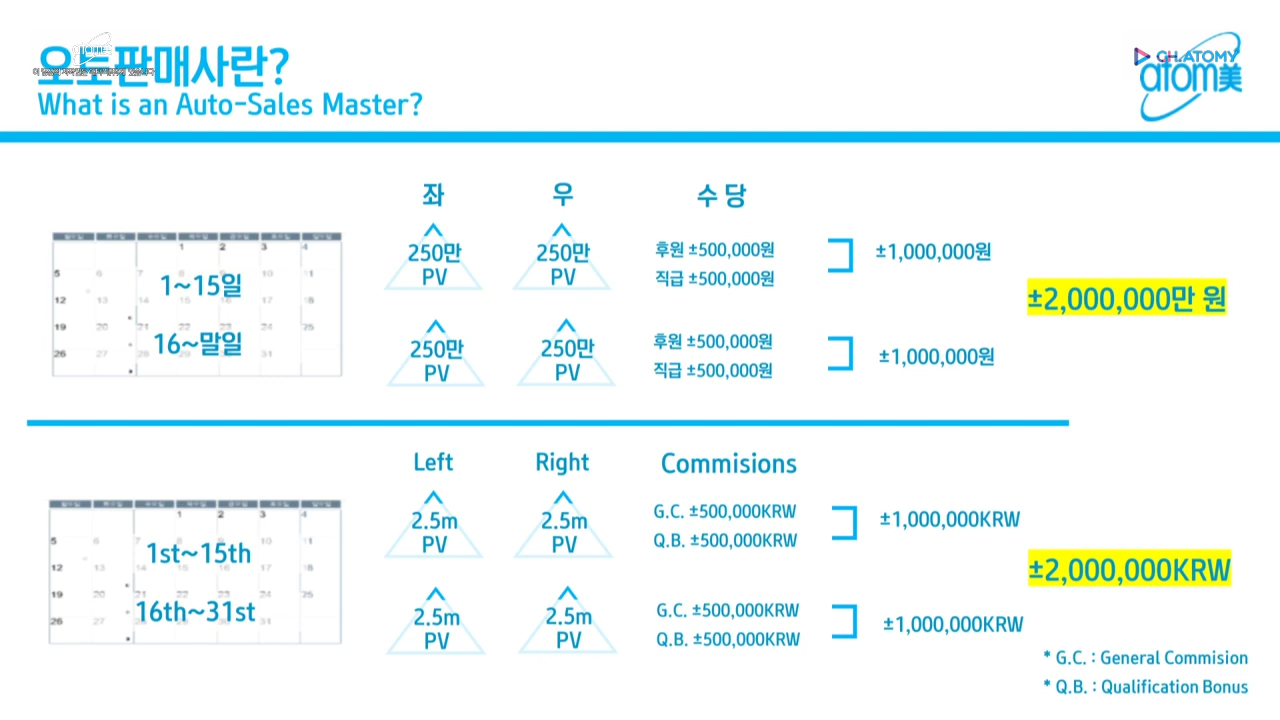 오토판매사란?
What is an Auto-Sales Master?
CH.ATOMY
atom美
좌 우 수 당
1~15일
250만 PV
250만 PV
후원 ±500,000원
직급 ±500,000원
±1,000,000원
±2,000,000만 원
16~말일
250만 PV
250만 PV
후원 ±500,000원
직급 ±500,000원
±1,000,000원
Left Right Commisions
1st~15th
2.5m PV
2.5m PV
G.C. ±500,000KRW
Q.B. ±500,000KRW
±1,000,000KRW
±2,000,000KRW
16th~31st
2.5m PV
2.5m PV
G.C. ±500,000KRW
Q.B. ±500,000KRW
±1,000,000KRW
* G.C. : General Commision
* Q.B. : Qualification Bonus